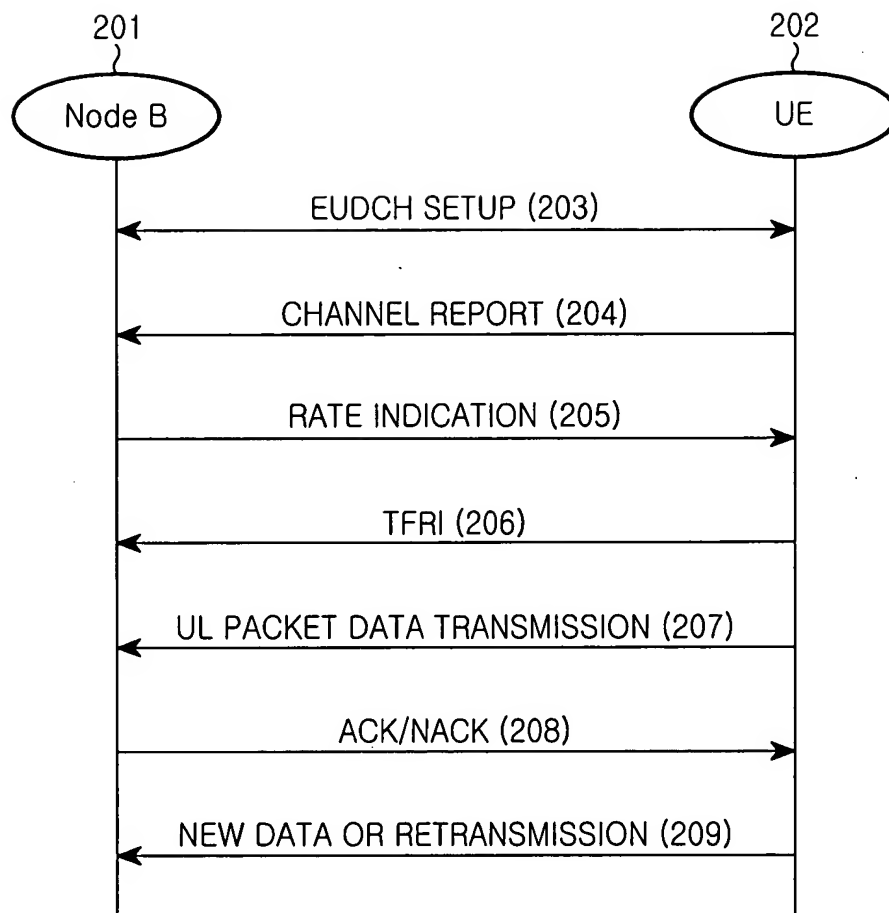 201
202
Node B
UE
EUDCH SETUP (203)
CHANNEL REPORT (204)
RATE INDICATION (205)
TFRI (206)
UL PACKET DATA TRANSMISSION (207)
ACK/NACK (208)
NEW DATA OR RETRANSMISSION (209)